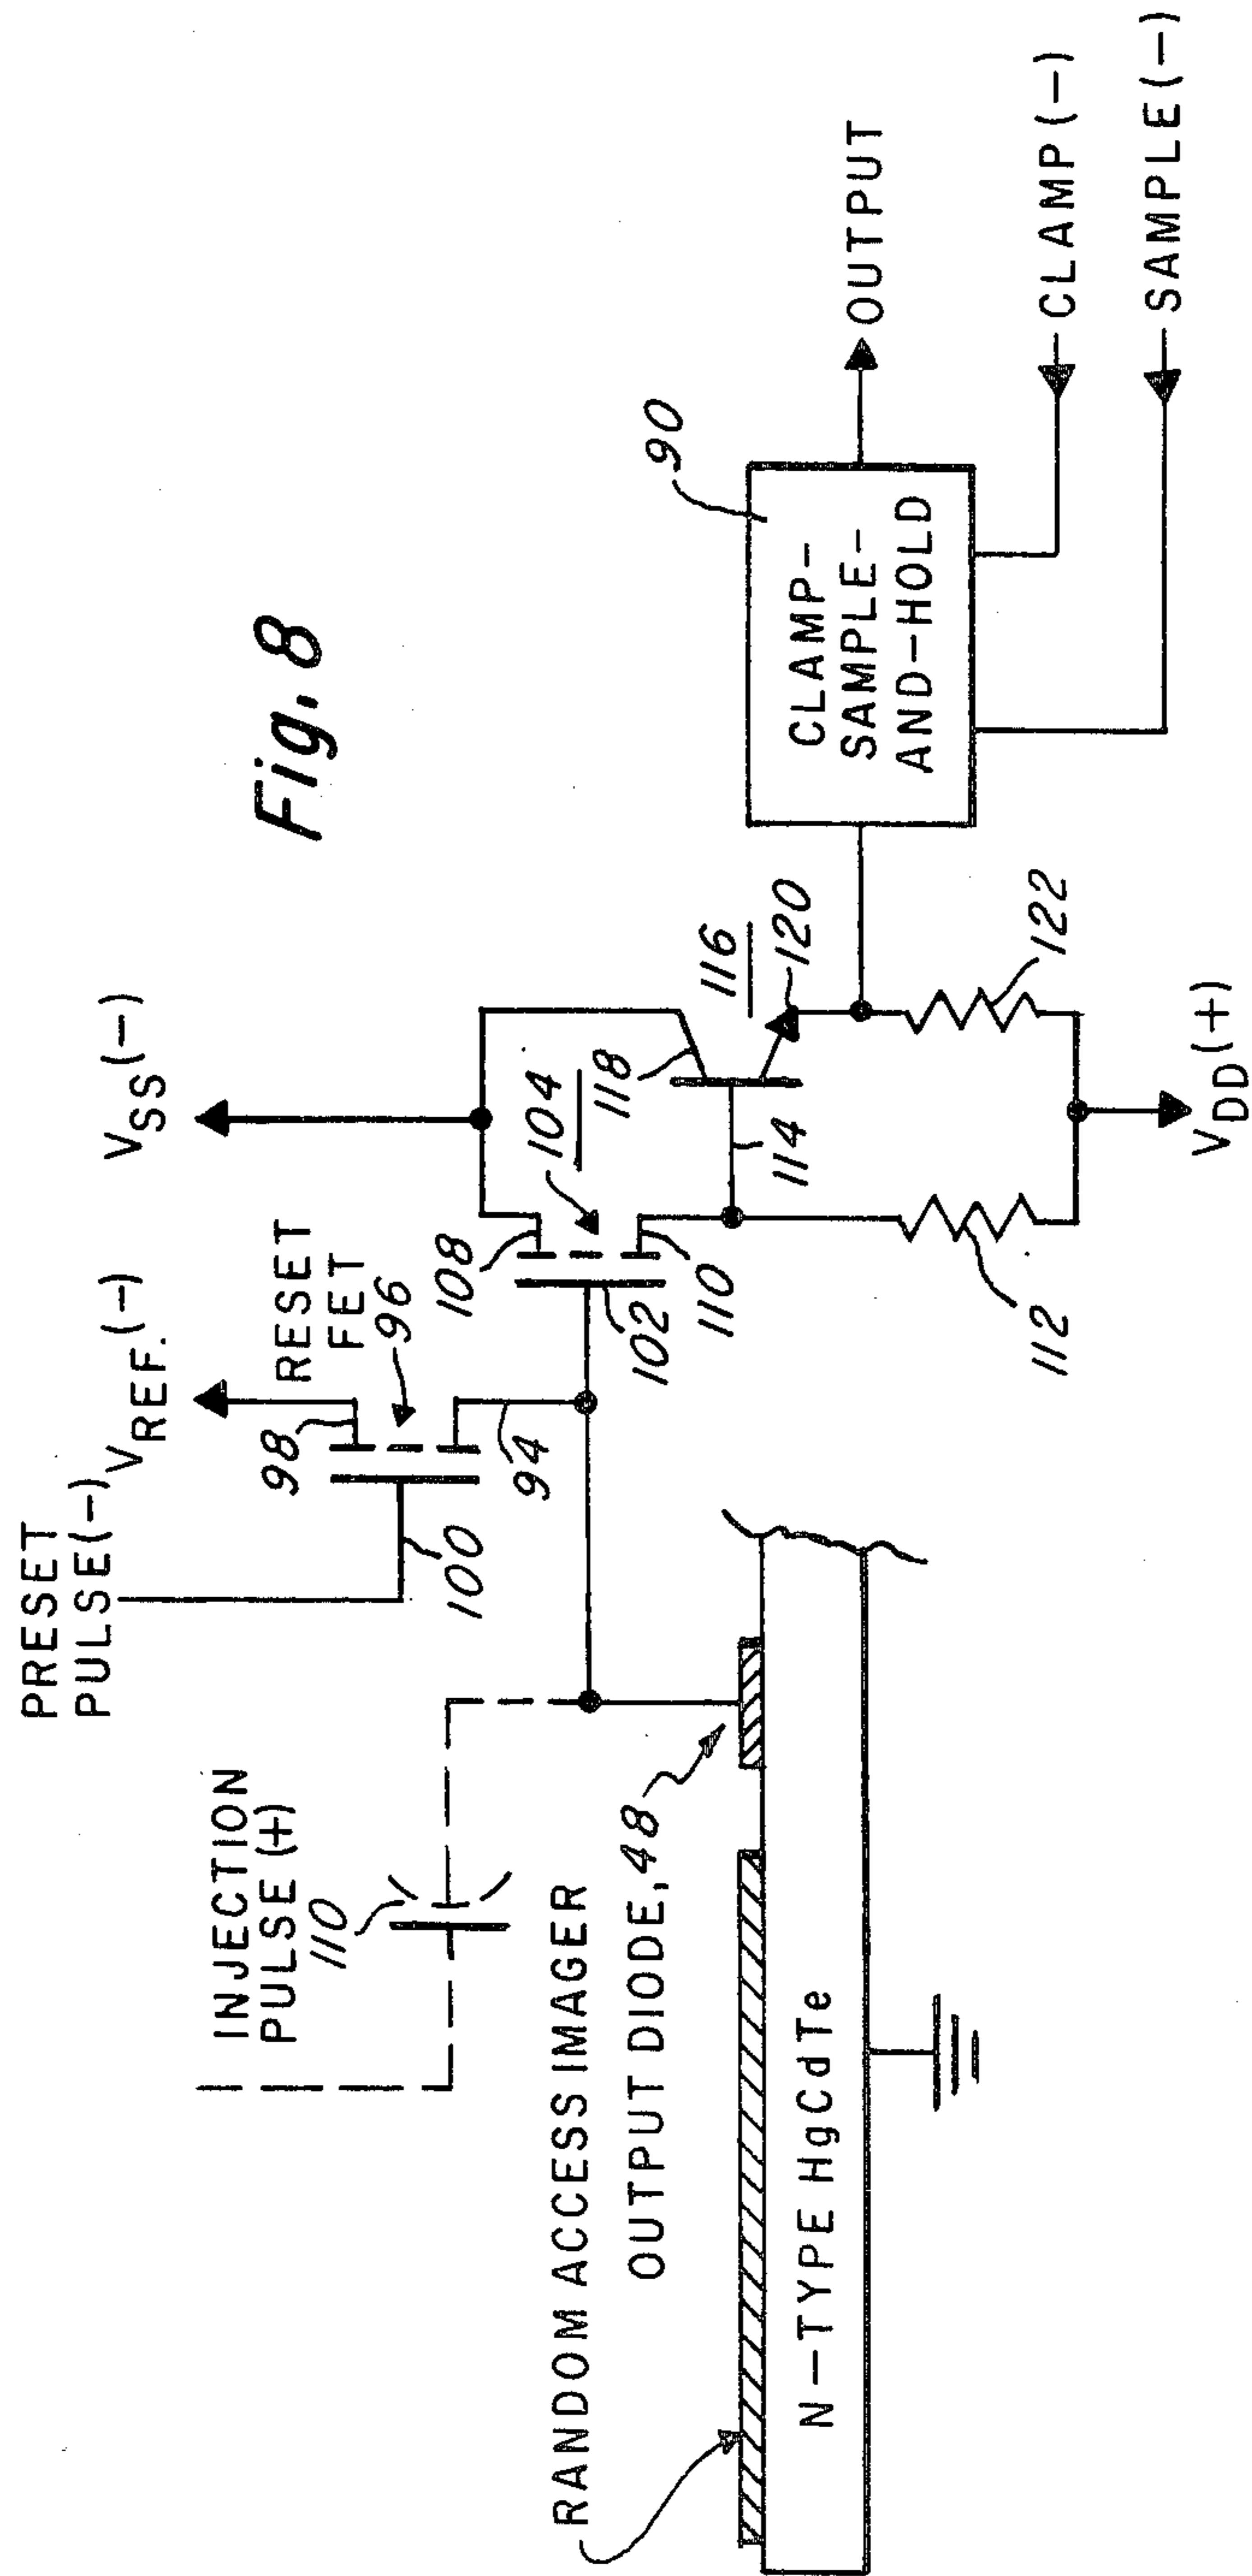 Fig. 8
PRESET
PULSE(-)
INJECTION
PULSE (+)
110
VREF.(-)
VSS(-)
RESET
FET
96
98
100
94
104
108
102
110
118
116
114
120
112
122
VDD(+)
90
CLAMP-
SAMPLE-
AND-HOLD
OUTPUT
CLAMP(-)
SAMPLE(-)
RANDOM ACCESS IMAGER
OUTPUT DIODE, 48
N-TYPE HgCdTe